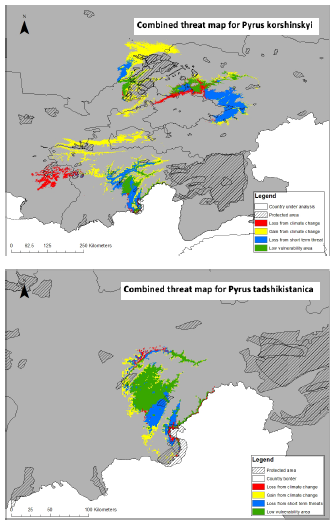 Combined threat map for Pyrus korshinskyi
N
Legend
Country under analysis
Protected area
Loss from climate change
Gain from climate change
Loss from short term threat
Low vulnerability area
0 62.5 125 250 Kilometers
Combined threat map for Pyrus tadshikistanica
Legend
Protected area
Country border
Loss from climate change
Gain from climate change
Loss from short term threats
Low vulnerability area
0 25 50 100 Kilometers